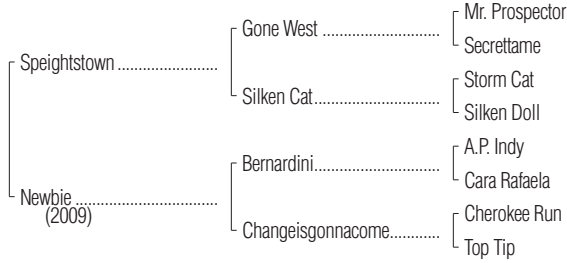 Mr. Prospector
Gone West ..............................
Secrettame
Speightstown .........................
Storm Cat
Silken Cat................................
Silken Doll
A.P. Indy
Bernardini................................
Cara Rafaela
Newbie ....................................
(2009)
Cherokee Run
Changeisgonnacome.............
Top Tip